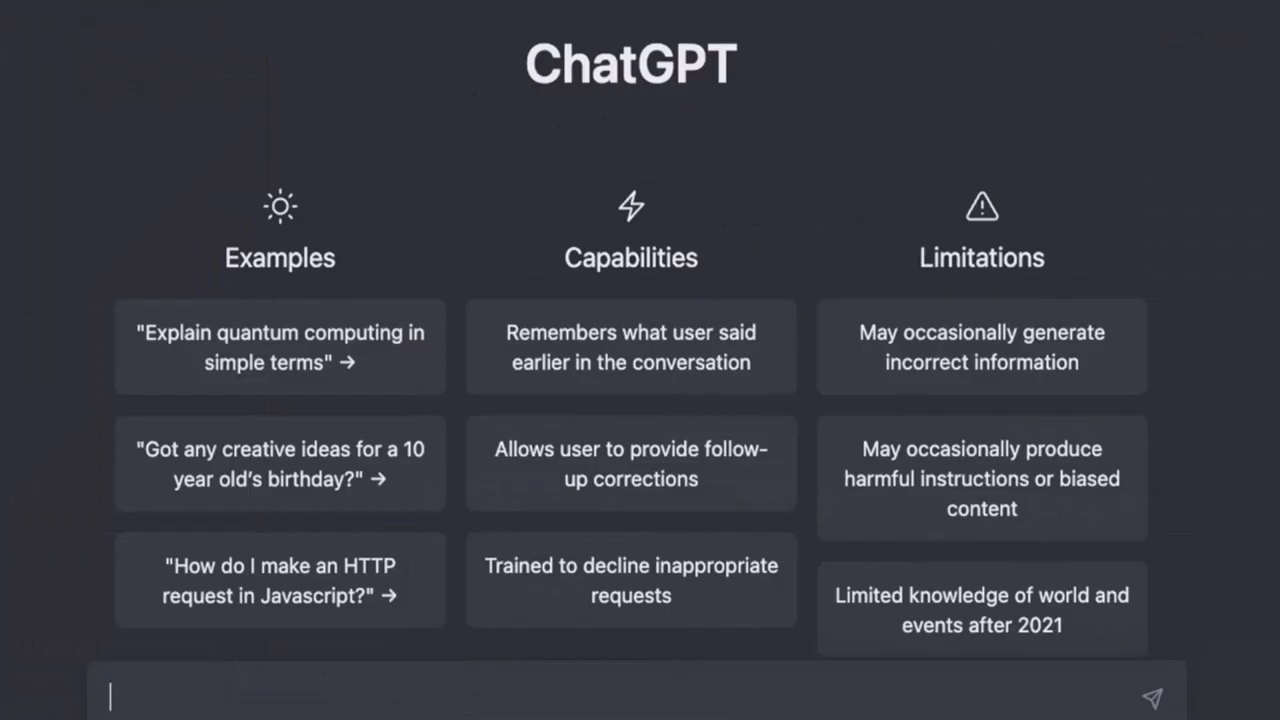 ChatGPT
Examples
"Explain quantum computing in
simple terms" →
"Got any creative ideas for a 10
year old’s birthday?" →
"How do I make an HTTP
request in Javascript?" →
Capabilities
Remembers what user said
earlier in the conversation
Allows user to provide follow-
up corrections
Trained to decline inappropriate
requests
Limitations
May occasionally generate
incorrect information
May occasionally produce
harmful instructions or biased
content
Limited knowledge of world and
events after 2021